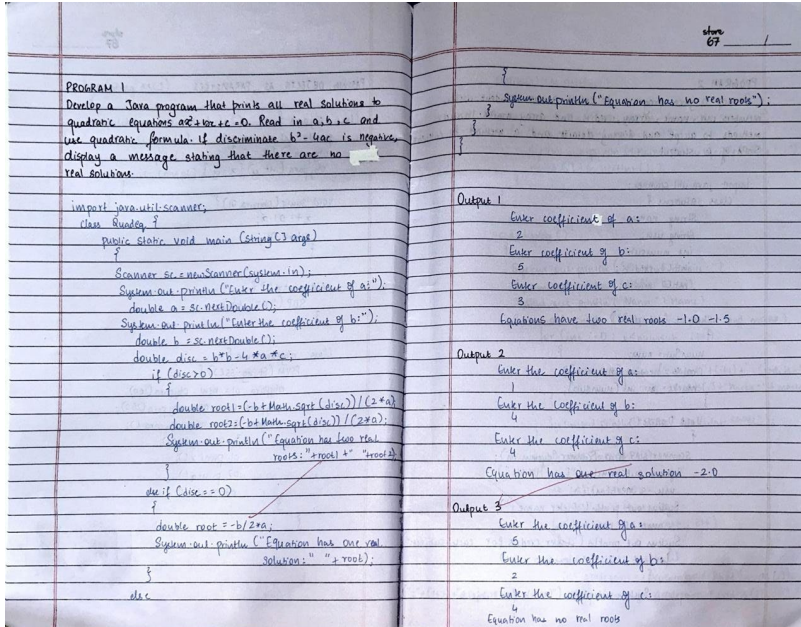 PROGRAM 1
Develop a Java program that prints all real solutions to
quadratic equations ax²+bx+c=0. Read in a,b,c and
use quadratic formula. If discriminate b²-4ac is negative,
display a message stating that there are no
real solutions.
import java.util.scanner;
class Quadeq {
public static void main (string [] args)
{
Scanner sc = new Scanner (system.in);
System.out.println ("Enter the coefficient of a:");
double a = sc.nextDouble ();
System.out.println ("Enter the coefficient of b:");
double b = sc.nextDouble ();
double disc = b*b-4*a*c;
if (disc>0)
{
double root1=(-b+Math.sqrt (disc))/(2*a)
double root2=(-b+Math.sqrt (disc))/(2*a);
System.out.println ("Equation has two real
roots:"+root1+" "+root2)
}
else if (disc==0)
{
double root =-b/2*a;
System.out.println ("Equation has one real
solution:" "+root);
}
else
store
67 /
{
System.out.println ("Equation has no real roots");
}
}
}
Output 1
Enter coefficient of a:
2
Enter coefficient of b:
5
Enter coefficient of c:
3
Equations have two real roots -1.0 -1.5
Output 2
Enter the coefficient of a:
1
Enter the coefficient of b:
4
Enter the coefficient of c:
4
Equation has one real solution -2.0
Output 3
Enter the coefficient of a:
5
Enter the coefficient of b:
2
Enter the coefficient of c:
4
Equation has no real roots